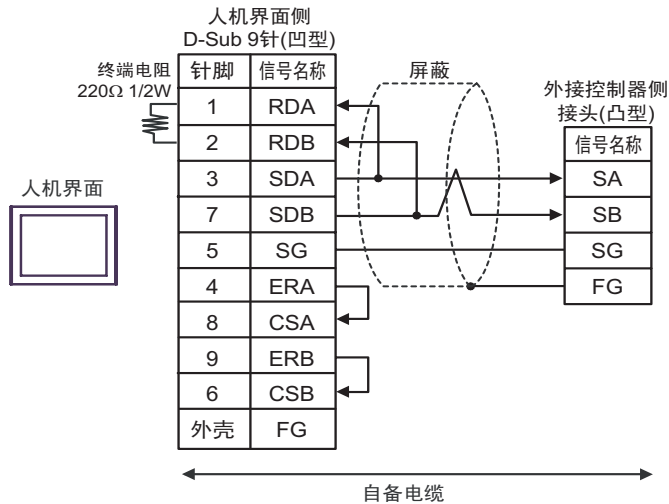 人机界面侧
D-Sub 9针(凹型)
终端电阻
220Ω 1/2W
针脚 信号名称
1 RDA
2 RDB
3 SDA
7 SDB
5 SG
4 ERA
8 CSA
9 ERB
6 CSB
外壳 FG
人机界面
屏蔽
外接控制器侧
接头(凸型)
信号名称
SA
SB
SG
FG
自备电缆